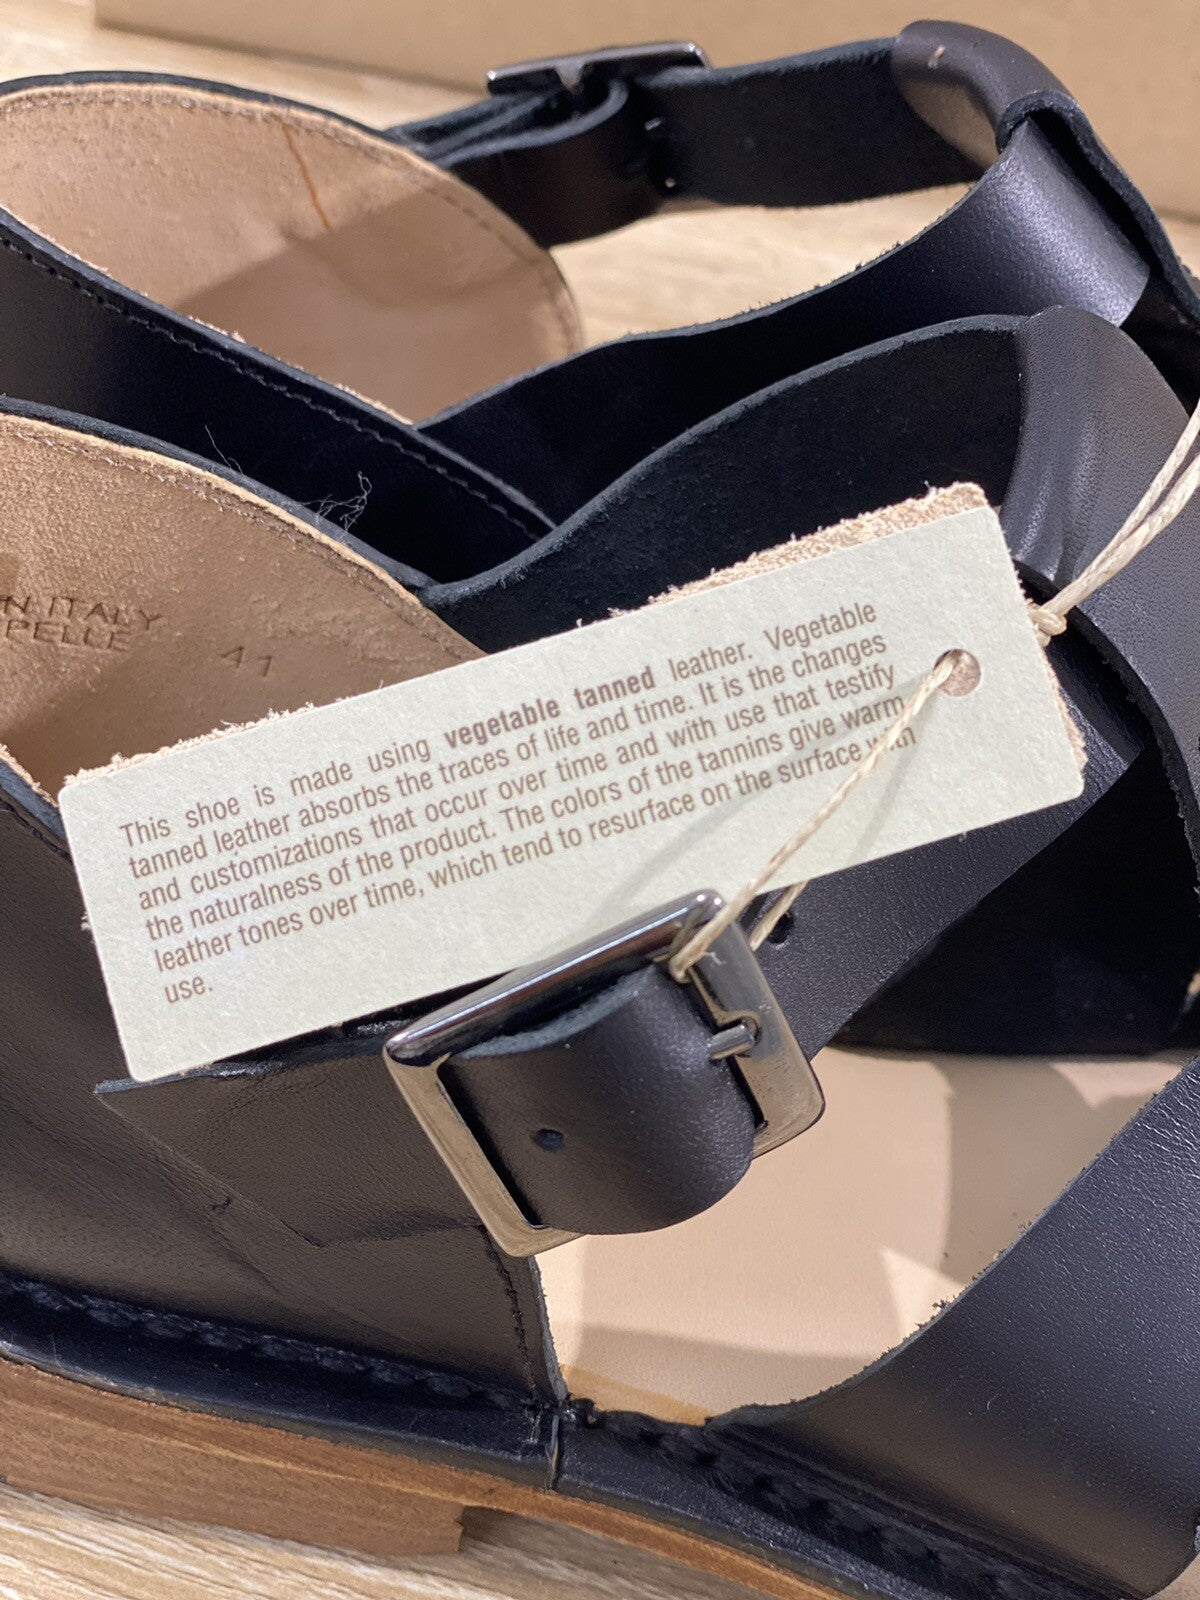 N ITALY
PELLE
41
This shoe is made using vegetable tanned leather. Vegetable
tanned leather absorbs the traces of life and time. It is the changes
and customizations that occur over time and with use that testify
the naturalness of the product. The colors of the tannins give warm
leather tones over time, which tend to resurface on the surface with
use.